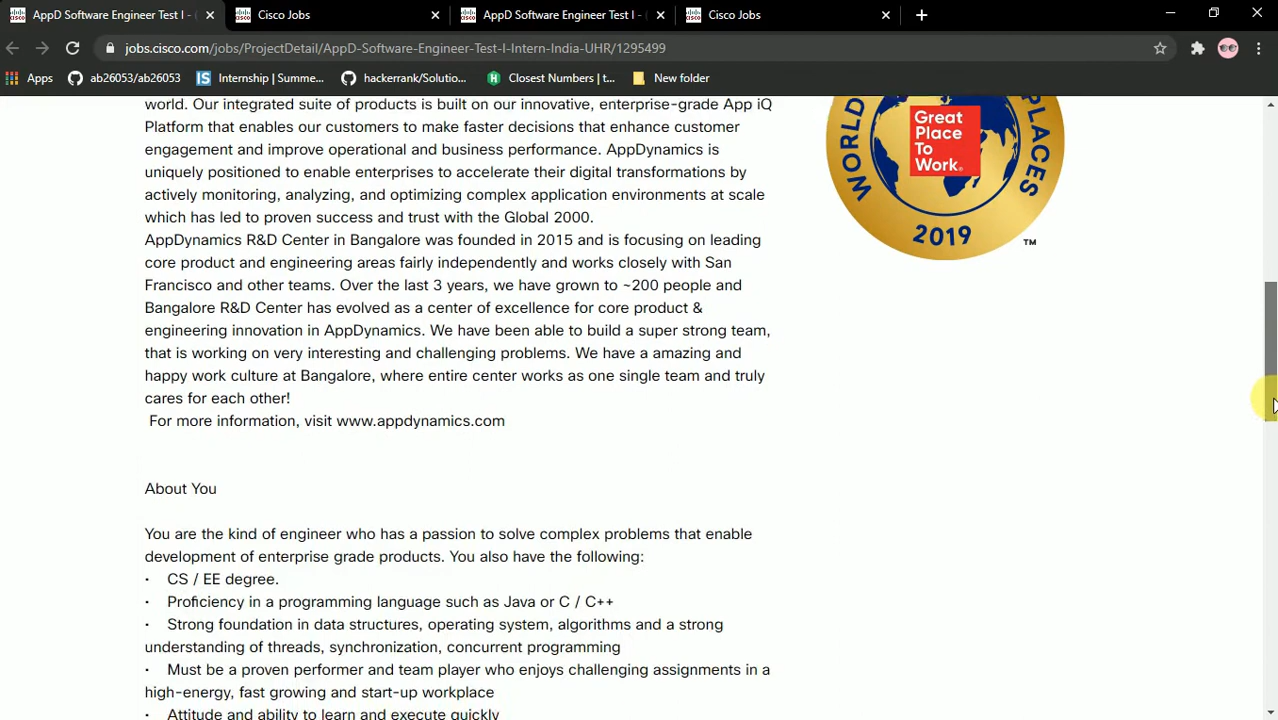 AppD Software Engineer Test I -
Cisco Jobs
AppD Software Engineer Test I -
Cisco Jobs
jobs.cisco.com/jobs/ProjectDetail/AppD-Software-Engineer-Test-I-Intern-India-UHR/1295499
Apps
ab26053/ab26053
IS
Internship | Summe...
hackerrank/Solutio...
H
Closest Numbers | t...
New folder
world. Our integrated suite of products is built on our innovative, enterprise-grade App iQ
Platform that enables our customers to make faster decisions that enhance customer
engagement and improve operational and business performance. AppDynamics is
uniquely positioned to enable enterprises to accelerate their digital transformations by
actively monitoring, analyzing, and optimizing complex application environments at scale
which has led to proven success and trust with the Global 2000.
AppDynamics R&D Center in Bangalore was founded in 2015 and is focusing on leading
core product and engineering areas fairly independently and works closely with San
Francisco and other teams. Over the last 3 years, we have grown to ~200 people and
Bangalore R&D Center has evolved as a center of excellence for core product &
engineering innovation in AppDynamics. We have been able to build a super strong team,
that is working on very interesting and challenging problems. We have a amazing and
happy work culture at Bangalore, where entire center works as one single team and truly
cares for each other!
For more information, visit www.appdynamics.com
About You
You are the kind of engineer who has a passion to solve complex problems that enable
development of enterprise grade products. You also have the following:
• CS / EE degree.
• Proficiency in a programming language such as Java or C / C++
• Strong foundation in data structures, operating system, algorithms and a strong
understanding of threads, synchronization, concurrent programming
• Must be a proven performer and team player who enjoys challenging assignments in a
high-energy, fast growing and start-up workplace
• Attitude and ability to learn and execute quickly
WORLD
PLACES
Great
Place
To
Work.
2019
TM